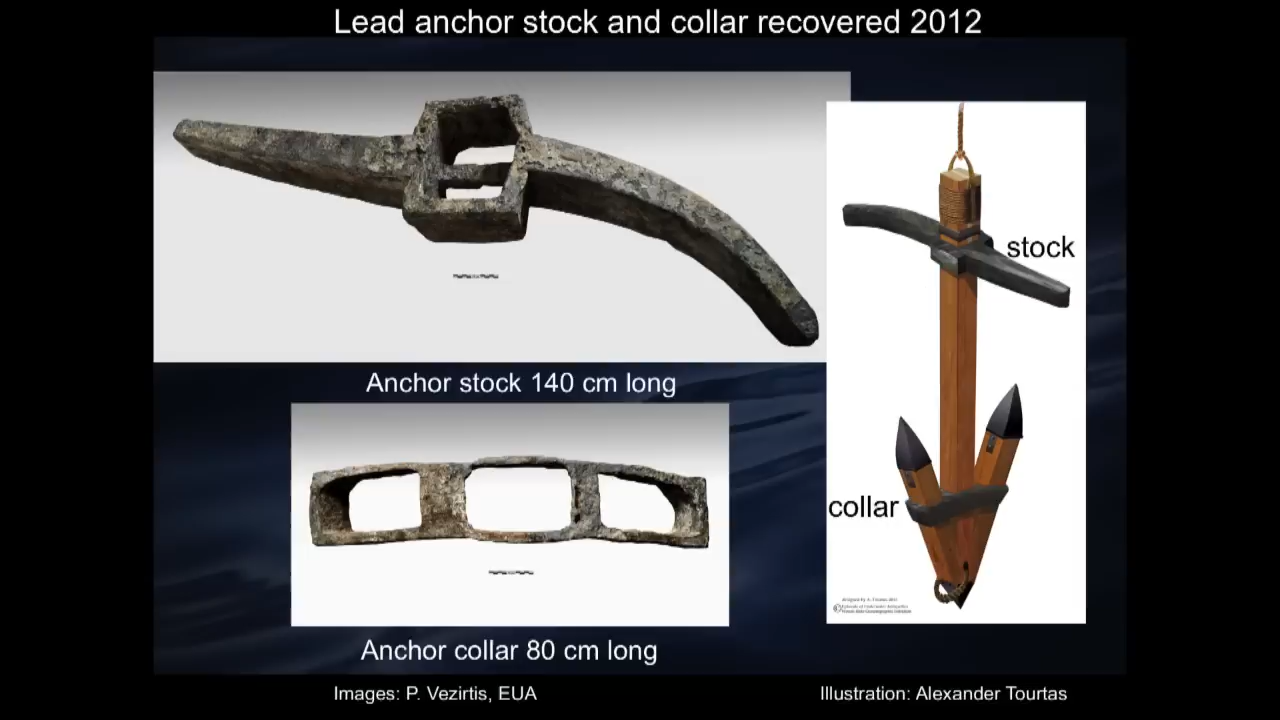 Lead anchor stock and collar recovered 2012
stock
Anchor stock 140 cm long
collar
Anchor collar 80 cm long
Images: P. Vezirtis, EUA
Illustration: Alexander Tourtas